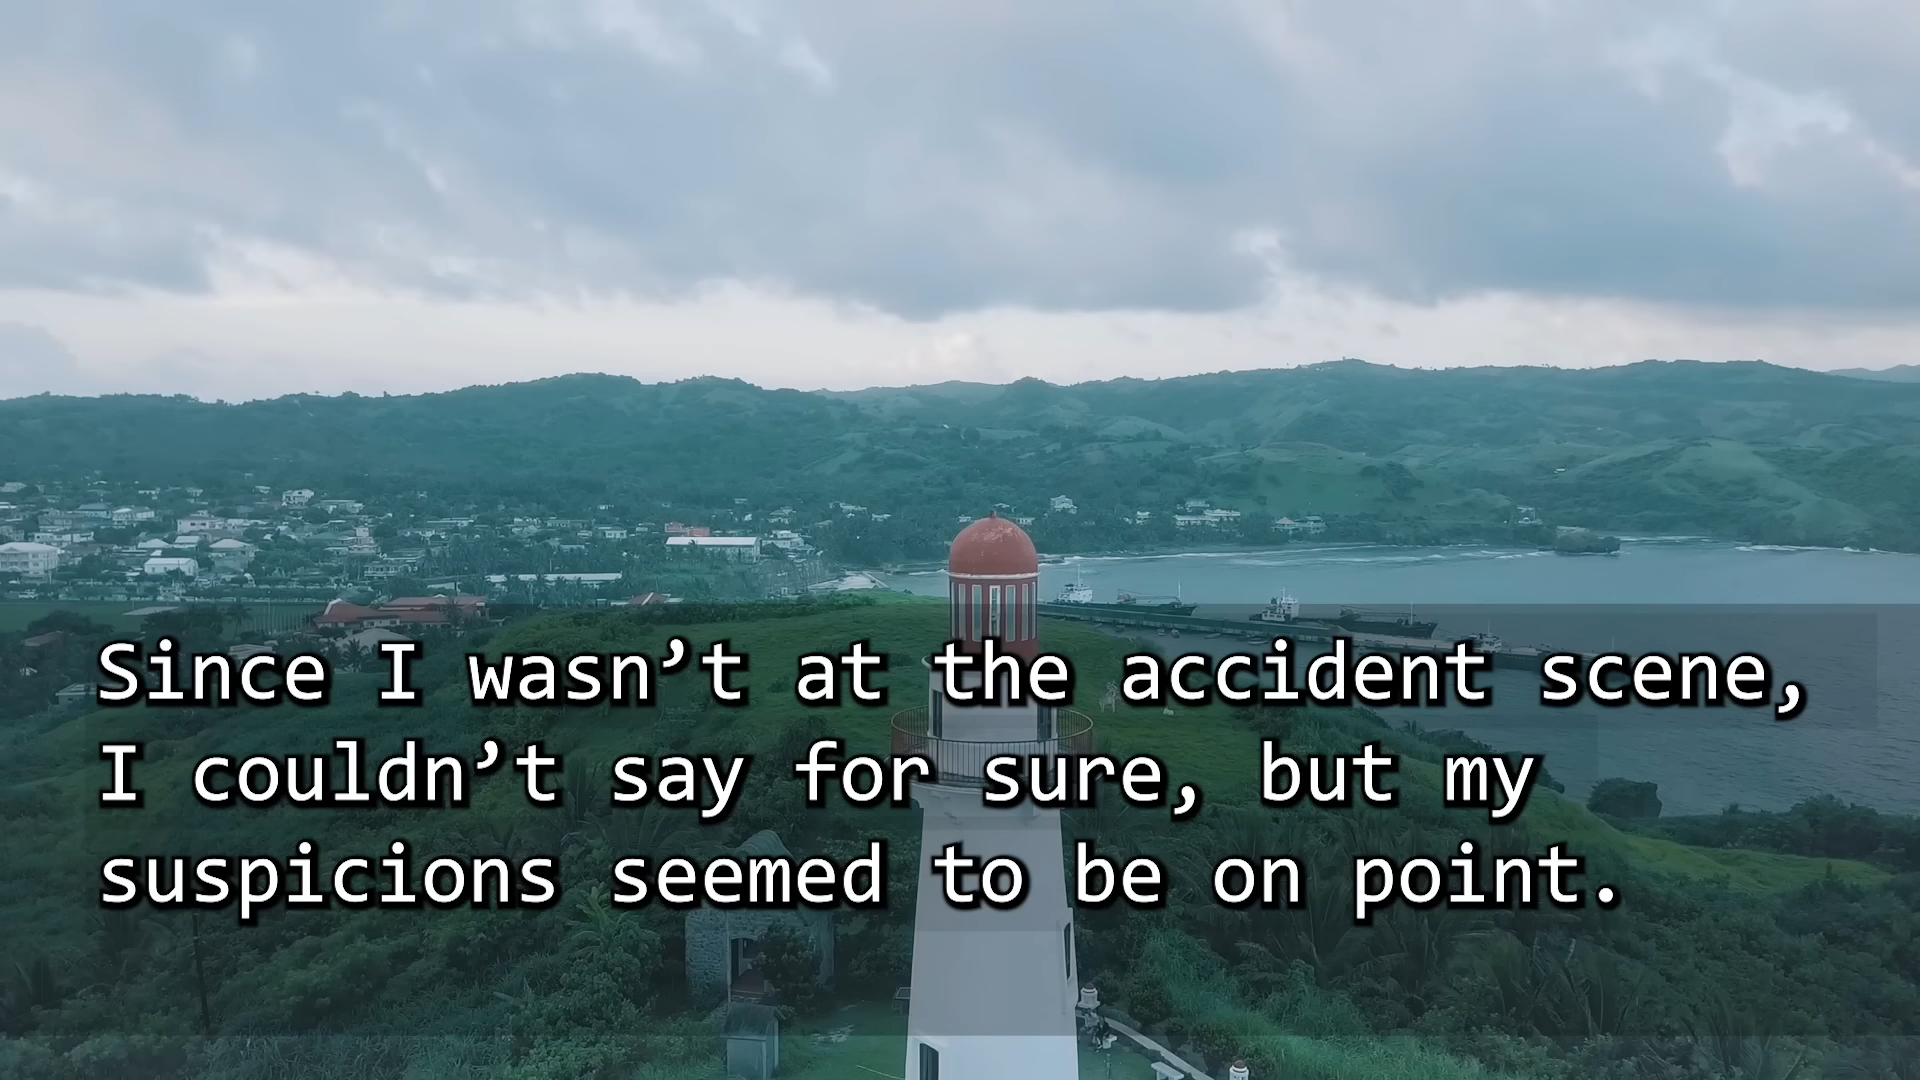 Since I wasn’t at the accident scene,
I couldn’t say for sure, but my
suspicions seemed to be on point.